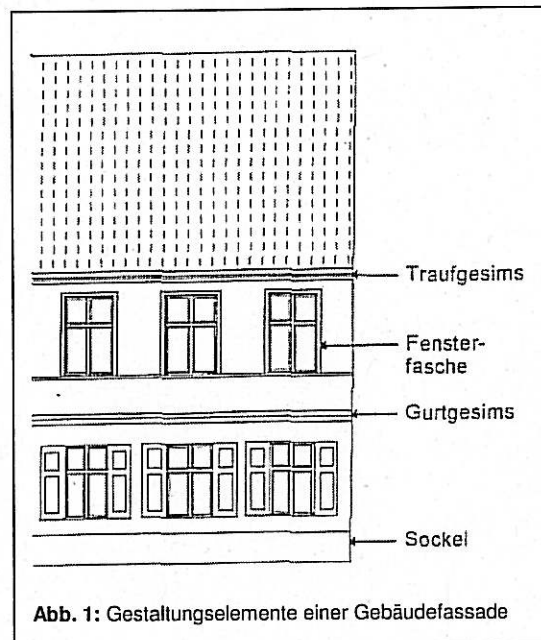 Traufgesims
Fenster-
fasche
Gurtgesims
Sockel
Abb. 1: Gestaltungselemente einer Gebäudefassade